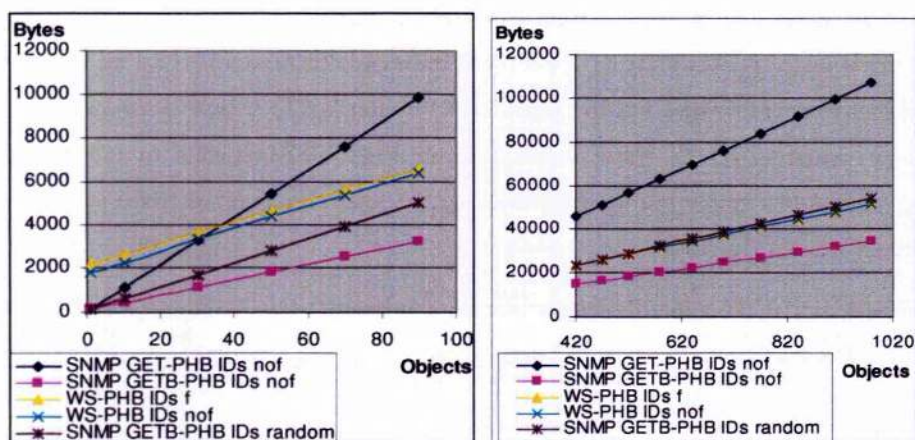 Bytes
12000
10000
8000
6000
4000
2000
0
0 20 40 60 80 100
Objects
SNMP GET-PHB IDs nof
SNMP GETB-PHB IDs nof
WS-PHB IDs f
WS-PHB IDs nof
SNMP GETB-PHB IDs random
Bytes
120000
100000
80000
60000
40000
20000
0
420 620 820 1020
Objects
SNMP GET-PHB IDs nof
SNMP GETB-PHB IDs nof
WS-PHB IDs f
WS-PHB IDs nof
SNMP GETB-PHB IDs random